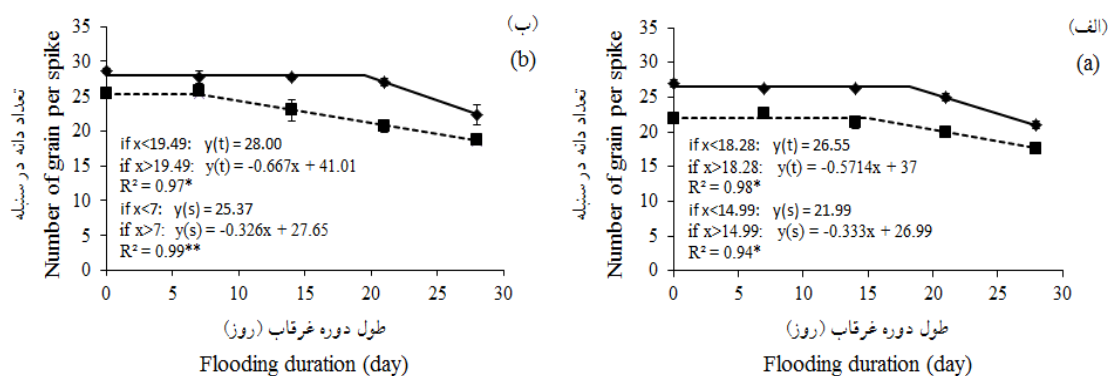 (ب)
(b)
تعداد دانه در سنبله
Number of grain per spike
35
30
25
20
15
10
5
0
if x<19.49: y(t) = 28.00
if x>19.49: y(t) = -0.667x + 41.01
R² = 0.97*
if x<7: y(s) = 25.37
if x>7: y(s) = -0.326x + 27.65
R² = 0.99**
0 5 10 15 20 25 30
طول دوره غرقاب (روز)
Flooding duration (day)
(الف)
(a)
تعداد دانه در سنبله
Number of grain per spike
35
30
25
20
15
10
5
0
if x<18.28: y(t) = 26.55
if x>18.28: y(t) = -0.5714x + 37
R² = 0.98*
if x<14.99: y(s) = 21.99
if x>14.99: y(s) = -0.333x + 26.99
R² = 0.94*
0 5 10 15 20 25 30
طول دوره غرقاب (روز)
Flooding duration (day)